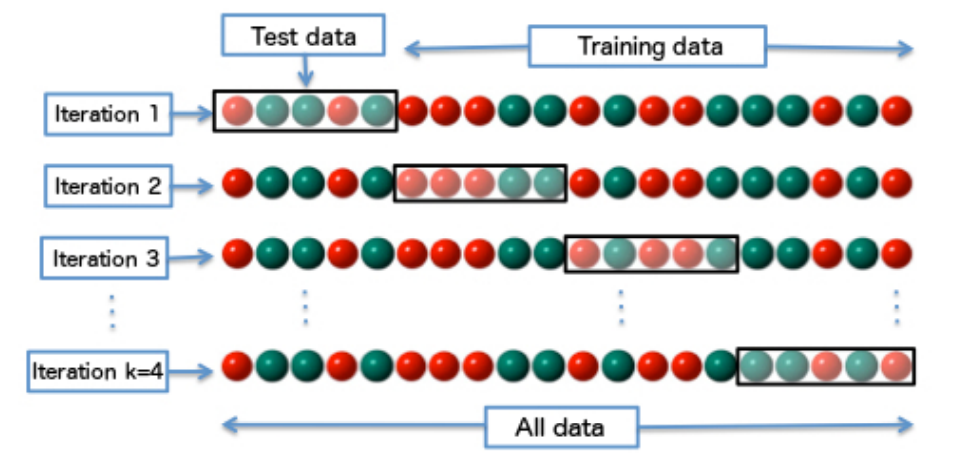 Test data
Training data
Iteration 1
Iteration 2
Iteration 3
Iteration k=4
All data